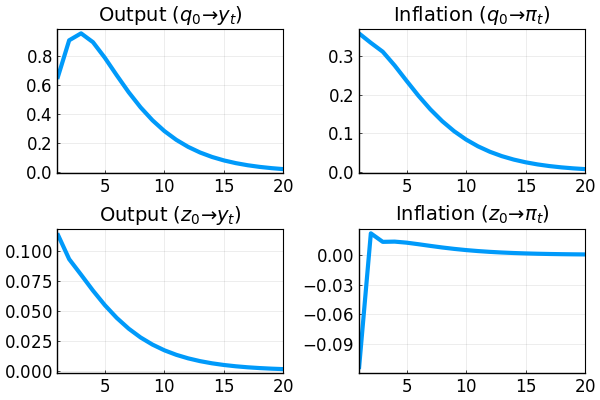 Output (q₀→yₜ)
0.8
0.6
0.4
0.2
0.0
5 10 15 20
Inflation (q₀→πₜ)
0.3
0.2
0.1
0.0
5 10 15 20
Output (z₀→yₜ)
0.100
0.075
0.050
0.025
0.000
5 10 15 20
Inflation (z₀→πₜ)
0.00
−0.03
−0.06
−0.09
5 10 15 20